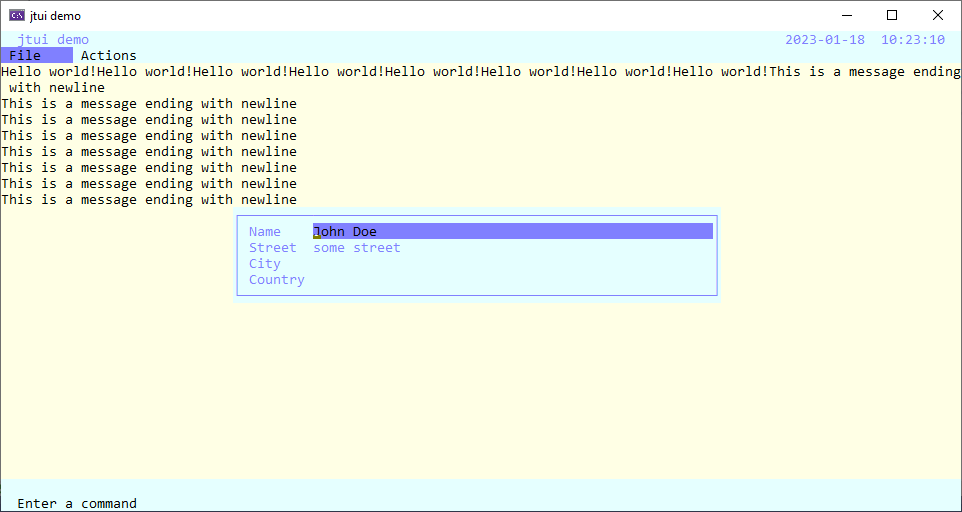 jtui demo
jtui demo 2023-01-18 10:23:10
File Actions
Hello world!Hello world!Hello world!Hello world!Hello world!Hello world!Hello world!Hello world!This is a message ending
with newline
This is a message ending with newline
This is a message ending with newline
This is a message ending with newline
This is a message ending with newline
This is a message ending with newline
This is a message ending with newline
This is a message ending with newline
Name John Doe
Street some street
City
Country
Enter a command